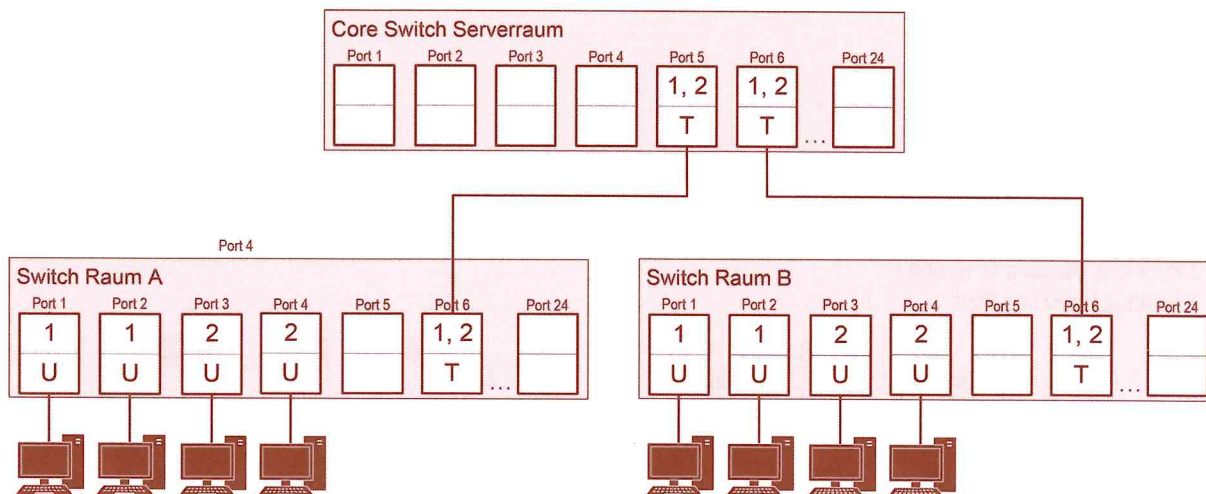 Core Switch Serverraum
Port 1 Port 2 Port 3 Port 4 Port 5 Port 6 Port 24
1, 2 1, 2
T T ...
Port 4
Switch Raum A
Port 1 Port 2 Port 3 Port 4 Port 5 Port 6 Port 24
1 1 2 2 1, 2
U U U U T ...
Switch Raum B
Port 1 Port 2 Port 3 Port 4 Port 5 Port 6 Port 24
1 1 2 2 1, 2
U U U U T ...